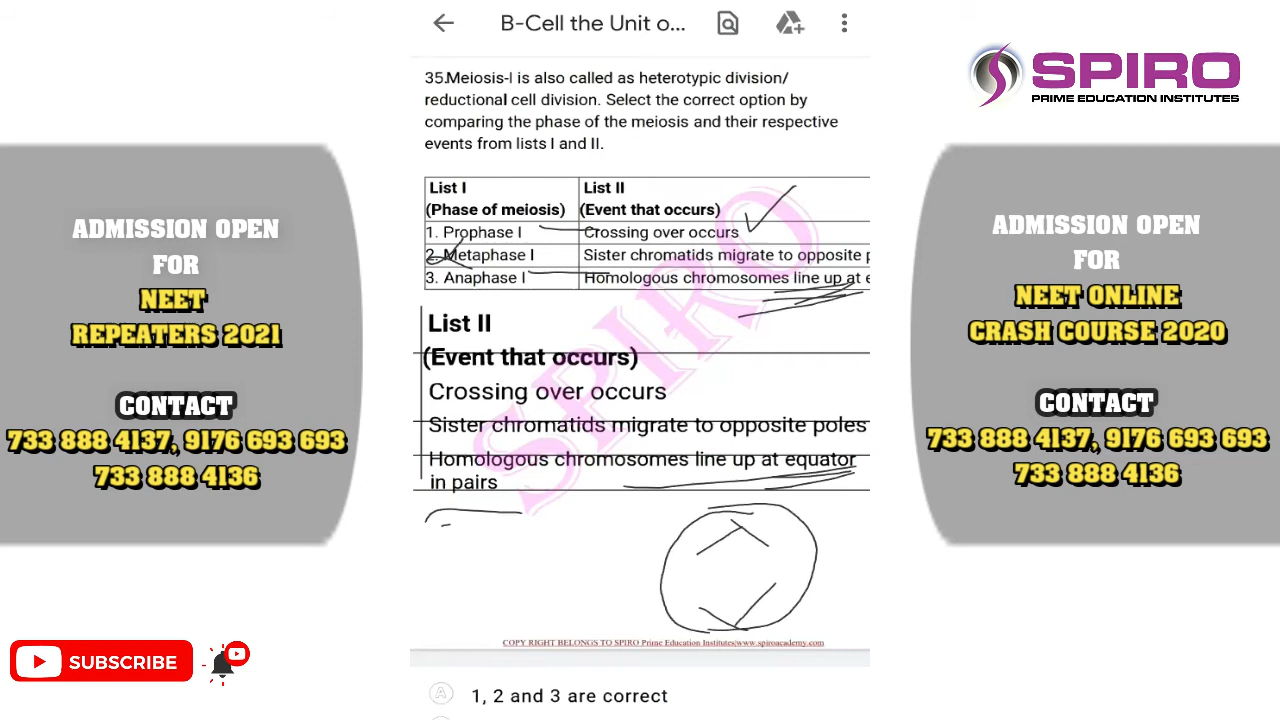 B-Cell the Unit o...
SPIRO
PRIME EDUCATION INSTITUTES
ADMISSION OPEN
FOR
NEET
REPEATERS 2021
CONTACT
733 888 4137, 9176 693 693
733 888 4136
35.Meiosis-I is also called as heterotypic division/
reductional cell division. Select the correct option by
comparing the phase of the meiosis and their respective
events from lists I and II.
List I
(Phase of meiosis)
List II
(Event that occurs)
1. Prophase I
Crossing over occurs
2. Metaphase I
Sister chromatids migrate to opposite p
3. Anaphase I
Homologous chromosomes line up at e
List II
(Event that occurs)
Crossing over occurs
Sister chromatids migrate to opposite poles
Homologous chromosomes line up at equator
in pairs
SPIRO
COPY RIGHT BELONGS TO SPIRO Prime Education Institutes|www.spiroacademy.com
A 1, 2 and 3 are correct
ADMISSION OPEN
FOR
NEET ONLINE
CRASH COURSE 2020
CONTACT
733 888 4137, 9176 693 693
733 888 4136
SUBSCRIBE